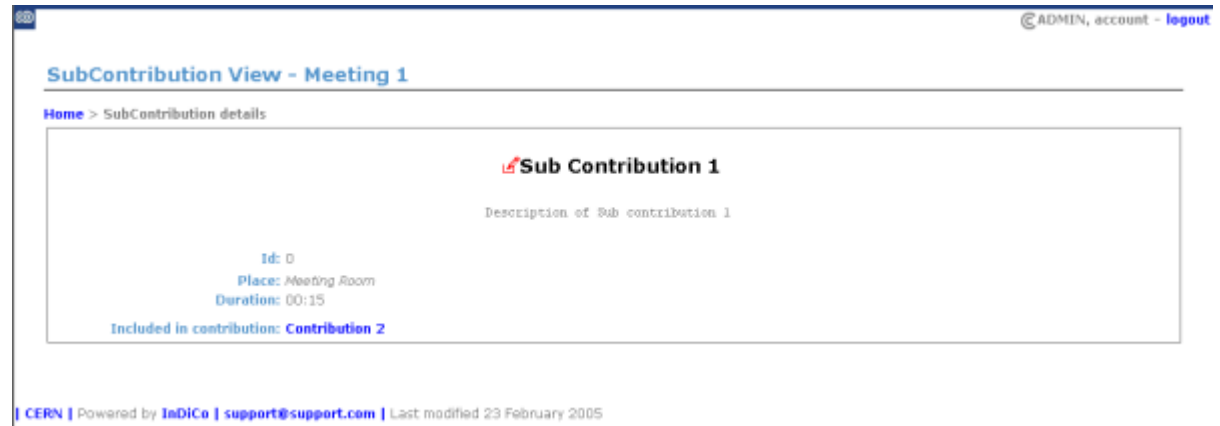 ADMIN, account - logout
SubContribution View - Meeting 1
Home > SubContribution details
Sub Contribution 1
Description of Sub contribution 1
Id: 0
Place: Meeting Room
Duration: 00:15
Included in contribution: Contribution 2
| CERN | Powered by InDiCo | support@support.com | Last modified 23 February 2005